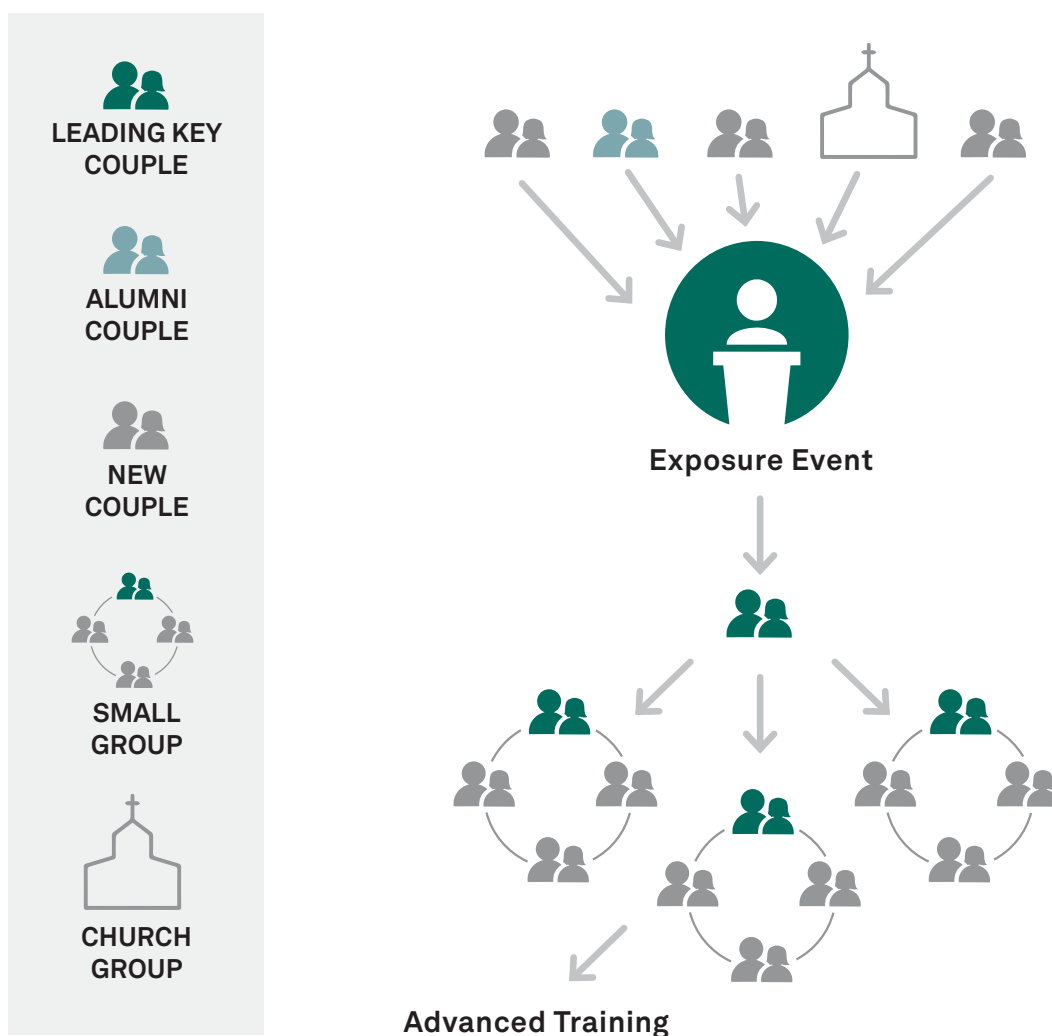 LEADING KEY
COUPLE
ALUMNI
COUPLE
NEW
COUPLE
SMALL
GROUP
CHURCH
GROUP
Exposure Event
Advanced Training